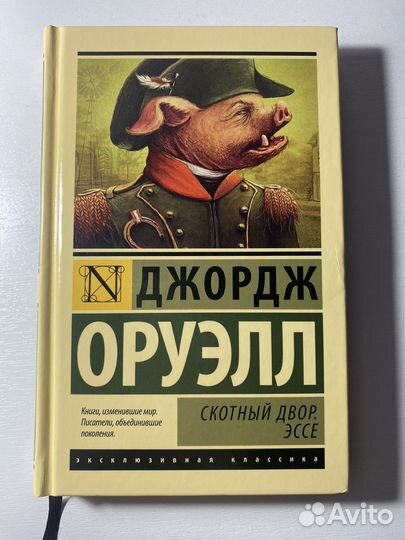 N
ДЖОРДЖ
ОРУЭЛЛ
Книги, изменившие мир.
Писатели, объединившие
поколения.
СКОТНЫЙ ДВОР.
ЭССЕ
эксклюзивная классика
Avito